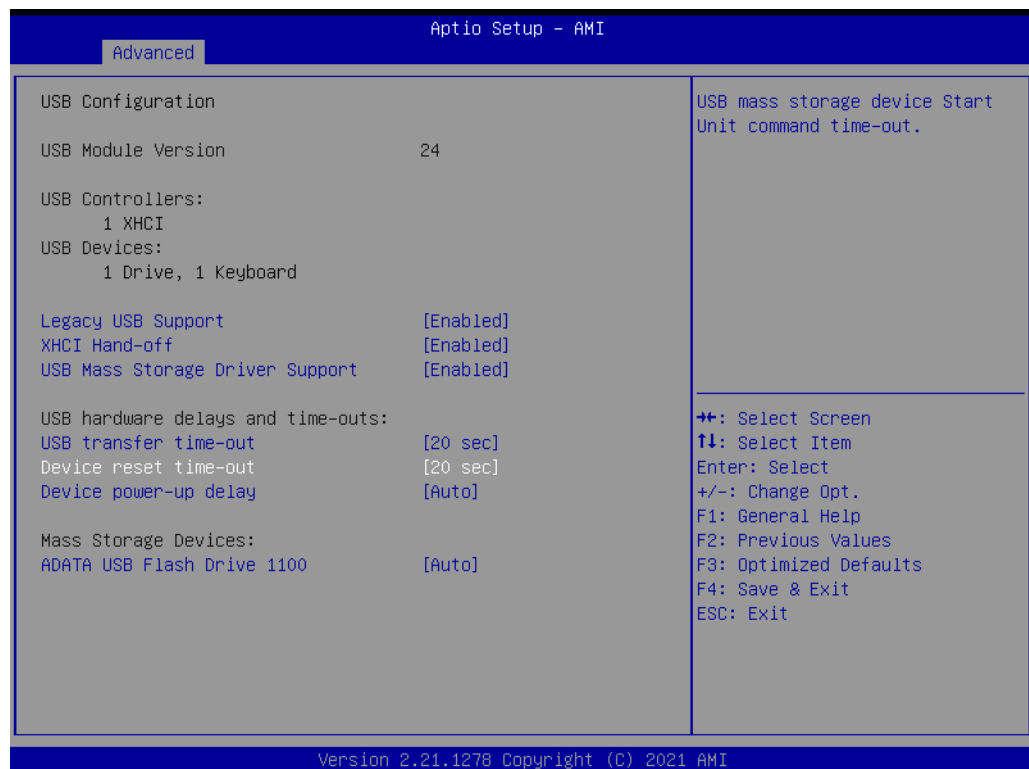 Aptio Setup – AMI
Advanced
USB Configuration
USB Module Version 24
USB Controllers:
1 XHCI
USB Devices:
1 Drive, 1 Keyboard
Legacy USB Support [Enabled]
XHCI Hand-off [Enabled]
USB Mass Storage Driver Support [Enabled]
USB hardware delays and time-outs:
USB transfer time-out [20 sec]
Device reset time-out [20 sec]
Device power-up delay [Auto]
Mass Storage Devices:
ADATA USB Flash Drive 1100 [Auto]
USB mass storage device Start
Unit command time-out.
→←: Select Screen
↑↓: Select Item
Enter: Select
+/-: Change Opt.
F1: General Help
F2: Previous Values
F3: Optimized Defaults
F4: Save & Exit
ESC: Exit
Version 2.21.1278 Copyright (C) 2021 AMI